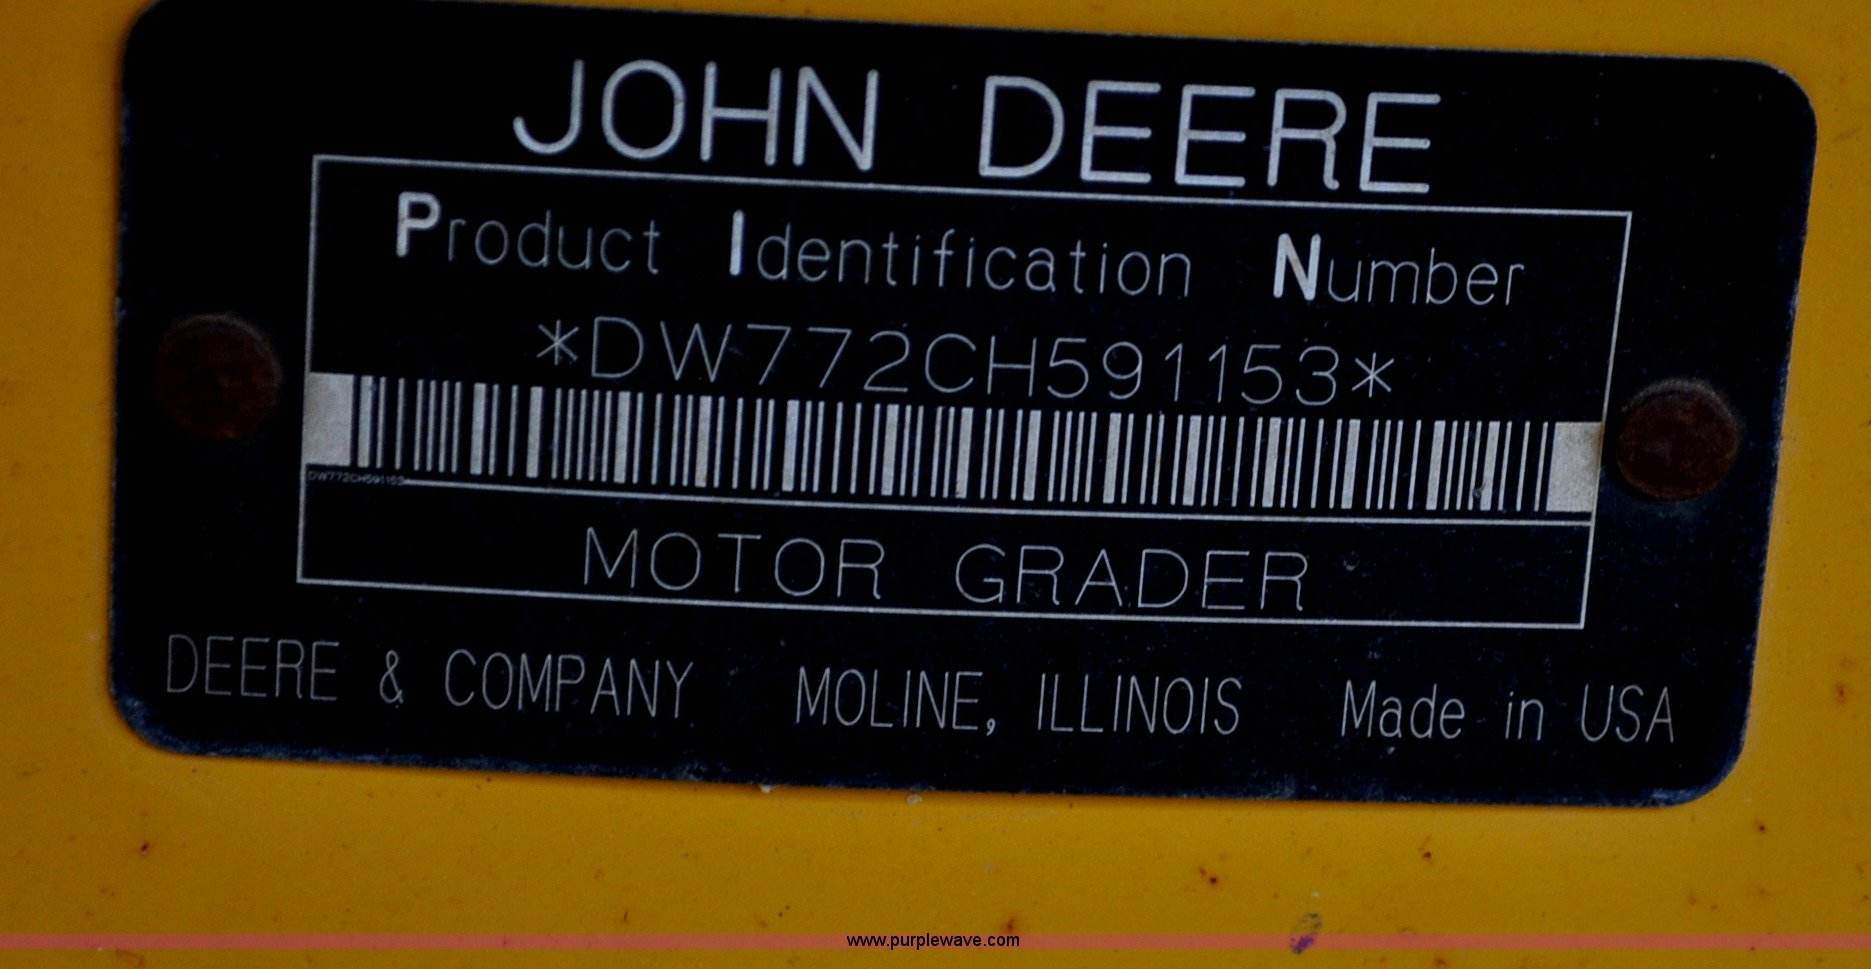 JOHN DEERE
Product Identification Number
*DW772CH591153*
DW772CH591153
MOTOR GRADER
DEERE & COMPANY MOLINE, ILLINOIS Made in USA
www.purplewave.com